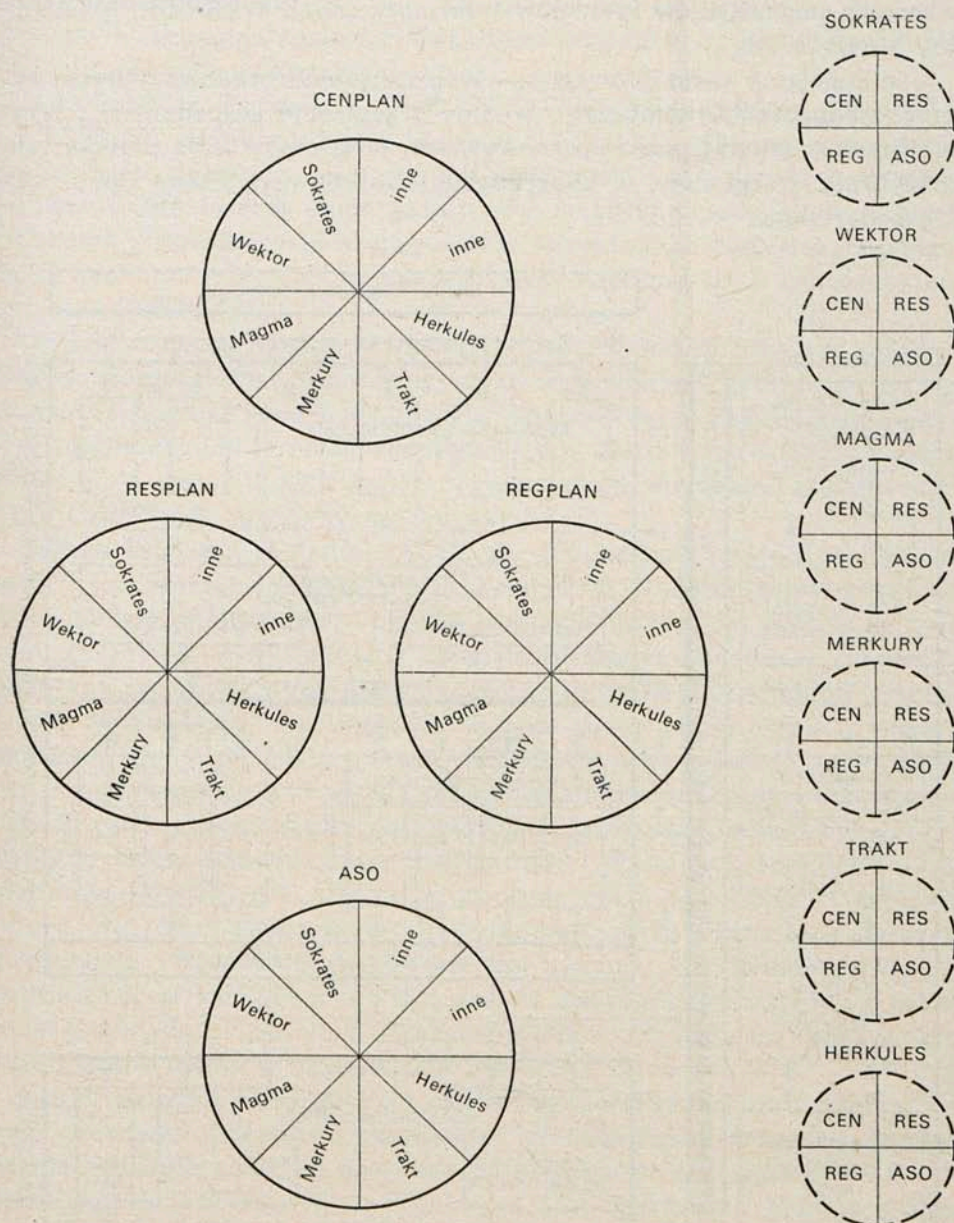 CENPLAN
Sokrates
inne
inne
Wektor
Magma
Herkules
Merkury
Trakt
RESPLAN
Sokrates
inne
inne
Wektor
Magma
Herkules
Merkury
Trakt
REGPLAN
Sokrates
inne
inne
Wektor
Magma
Herkules
Merkury
Trakt
ASO
Sokrates
inne
inne
Wektor
Magma
Herkules
Merkury
Trakt
SOKRATES
CEN RES
REG ASO
WEKTOR
CEN RES
REG ASO
MAGMA
CEN RES
REG ASO
MERKURY
CEN RES
REG ASO
TRAKT
CEN RES
REG ASO
HERKULES
CEN RES
REG ASO